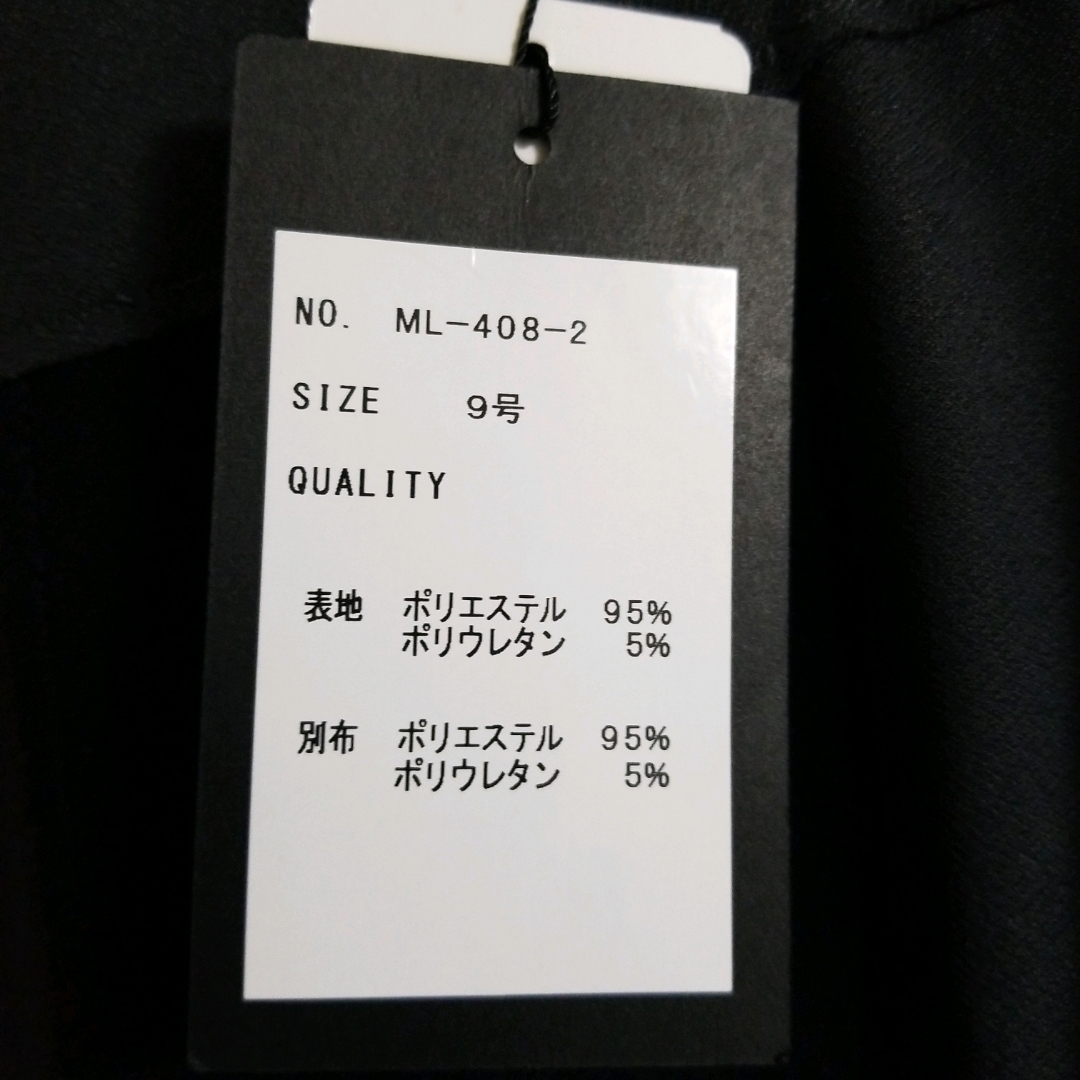 NO. ML-408-2
SIZE 9号
QUALITY
表地 ポリエステル 95%
ポリウレタン 5%
別布 ポリエステル 95%
ポリウレタン 5%